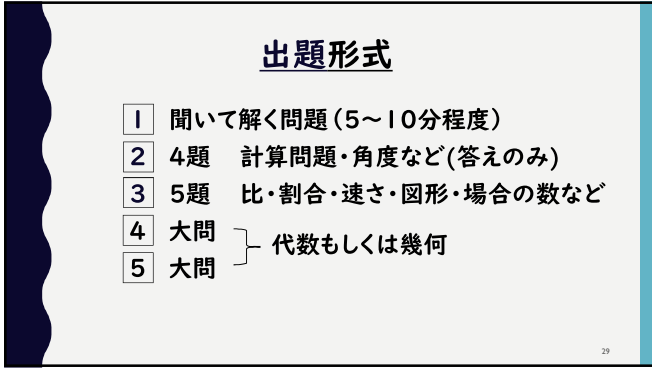 出題形式
1 聞いて解く問題(5〜10分程度)
2 4題 計算問題・角度など(答えのみ)
3 5題 比・割合・速さ・図形・場合の数など
4 大問
代数もしくは幾何
5 大問
29